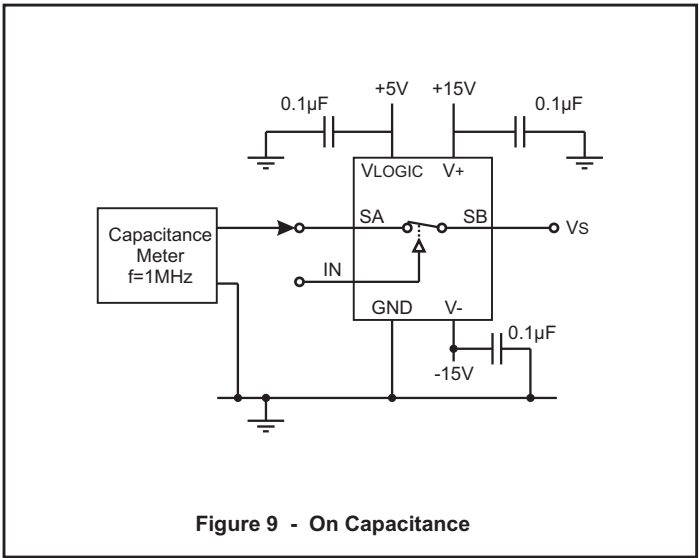 +5V +15V
0.1µF 0.1µF
VLOGIC V+
SA SB VS
Capacitance
Meter
f=1MHz
IN
GND V-
0.1µF
-15V
Figure 9 - On Capacitance